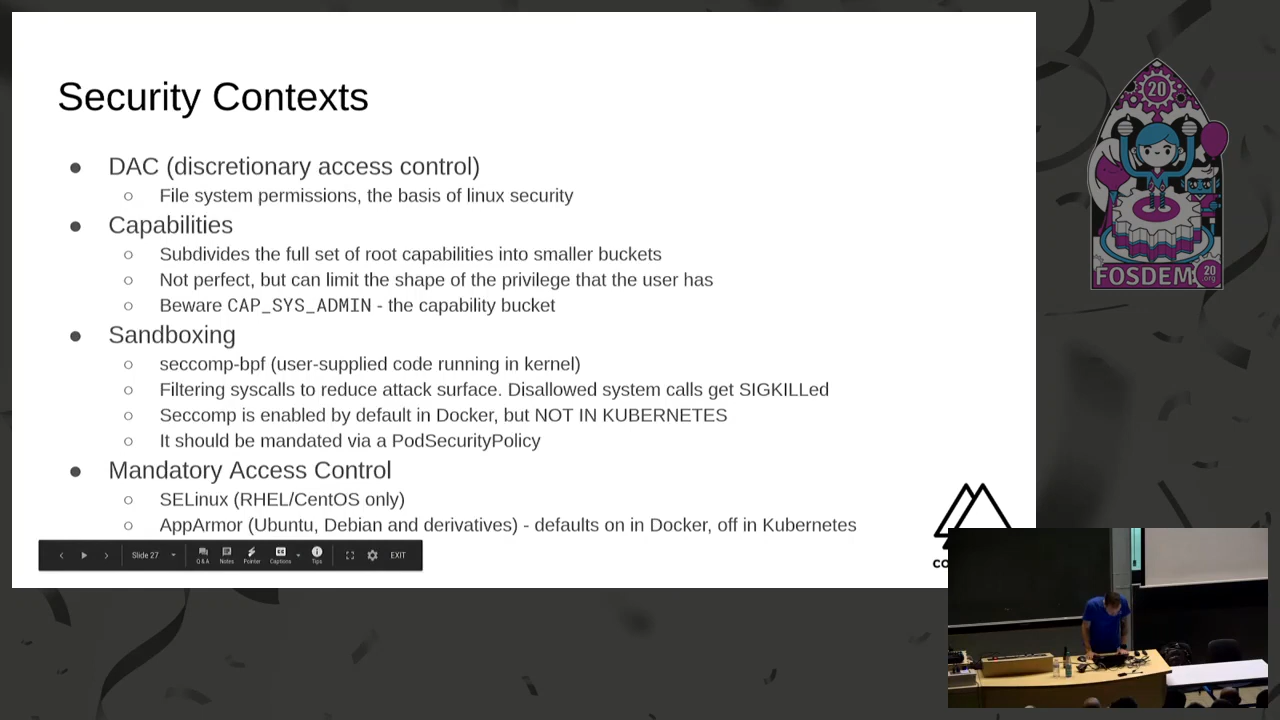 Security Contexts
● DAC (discretionary access control)
○ File system permissions, the basis of linux security
● Capabilities
○ Subdivides the full set of root capabilities into smaller buckets
○ Not perfect, but can limit the shape of the privilege that the user has
○ Beware CAP_SYS_ADMIN - the capability bucket
● Sandboxing
○ seccomp-bpf (user-supplied code running in kernel)
○ Filtering syscalls to reduce attack surface. Disallowed system calls get SIGKILLed
○ Seccomp is enabled by default in Docker, but NOT IN KUBERNETES
○ It should be mandated via a PodSecurityPolicy
● Mandatory Access Control
○ SELinux (RHEL/CentOS only)
○ AppArmor (Ubuntu, Debian and derivatives) - defaults on in Docker, off in Kubernetes
Slide 27
Q&A Notes Pointer Captions Tips EXIT
co
20
FOSDEM
20
org